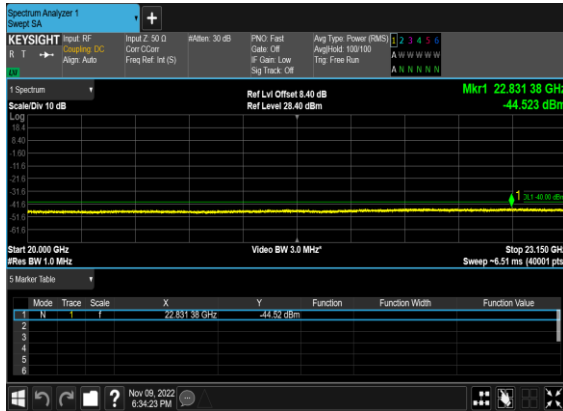 Spectrum Analyzer 1
Swept SA
+
KEYSIGHT Input: RF Input Z: 50 Ω #Atten: 30 dB PNO: Fast Avg Type: Power (RMS) 1 2 3 4 5 6
R T Coupling: DC Corr CCorr Gate: Off Avg|Hold: 100/100 A W W W W W
Align: Auto Freq Ref: Int (S) IF Gain: Low Trig: Free Run
LXI Sig Track: Off A N N N N N
1 Spectrum Ref Lvl Offset 8.40 dB Mkr1 22.831 38 GHz
Scale/Div 10 dB Ref Level 28.40 dBm -44.523 dBm
Log
18.4
8.40
-1.60
-11.6
-21.6
-31.6
1 DL1 -40.00 dBm
-41.6
-51.6
-61.6
Start 20.000 GHz Video BW 3.0 MHz* Stop 23.150 GHz
#Res BW 1.0 MHz Sweep ~6.51 ms (40001 pts)
5 Marker Table
Mode Trace Scale X Y Function Function Width Function Value
1 N 1 f 22.831 38 GHz -44.52 dBm
2
3
4
5
6
? Nov 09, 2022
6:34:23 PM